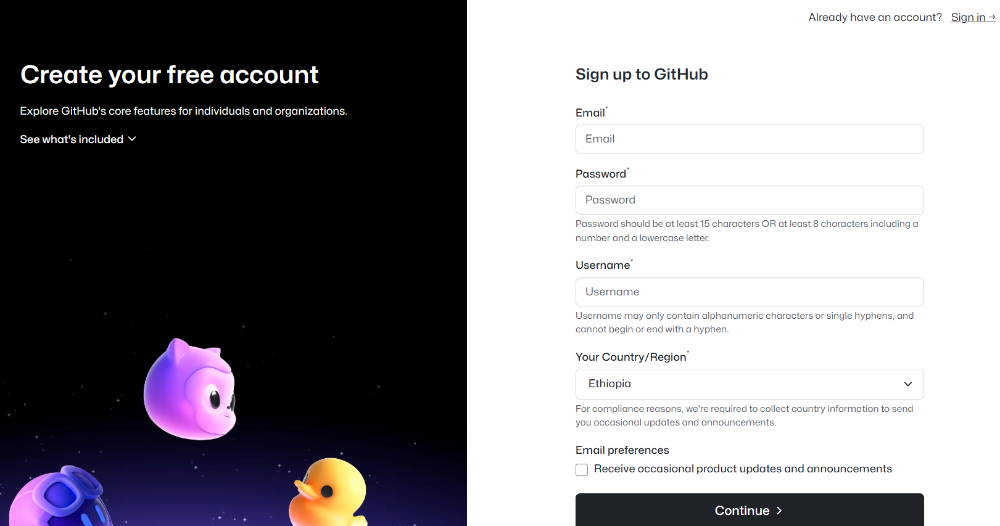 Already have an account? Sign in →
Create your free account
Explore GitHub's core features for individuals and organizations.
See what's included
Sign up to GitHub
Email*
Email
Password*
Password
Password should be at least 15 characters OR at least 8 characters including a
number and a lowercase letter.
Username*
Username
Username may only contain alphanumeric characters or single hyphens, and
cannot begin or end with a hyphen.
Your Country/Region*
Ethiopia
For compliance reasons, we're required to collect country information to send
you occasional updates and announcements.
Email preferences
Receive occasional product updates and announcements
Continue